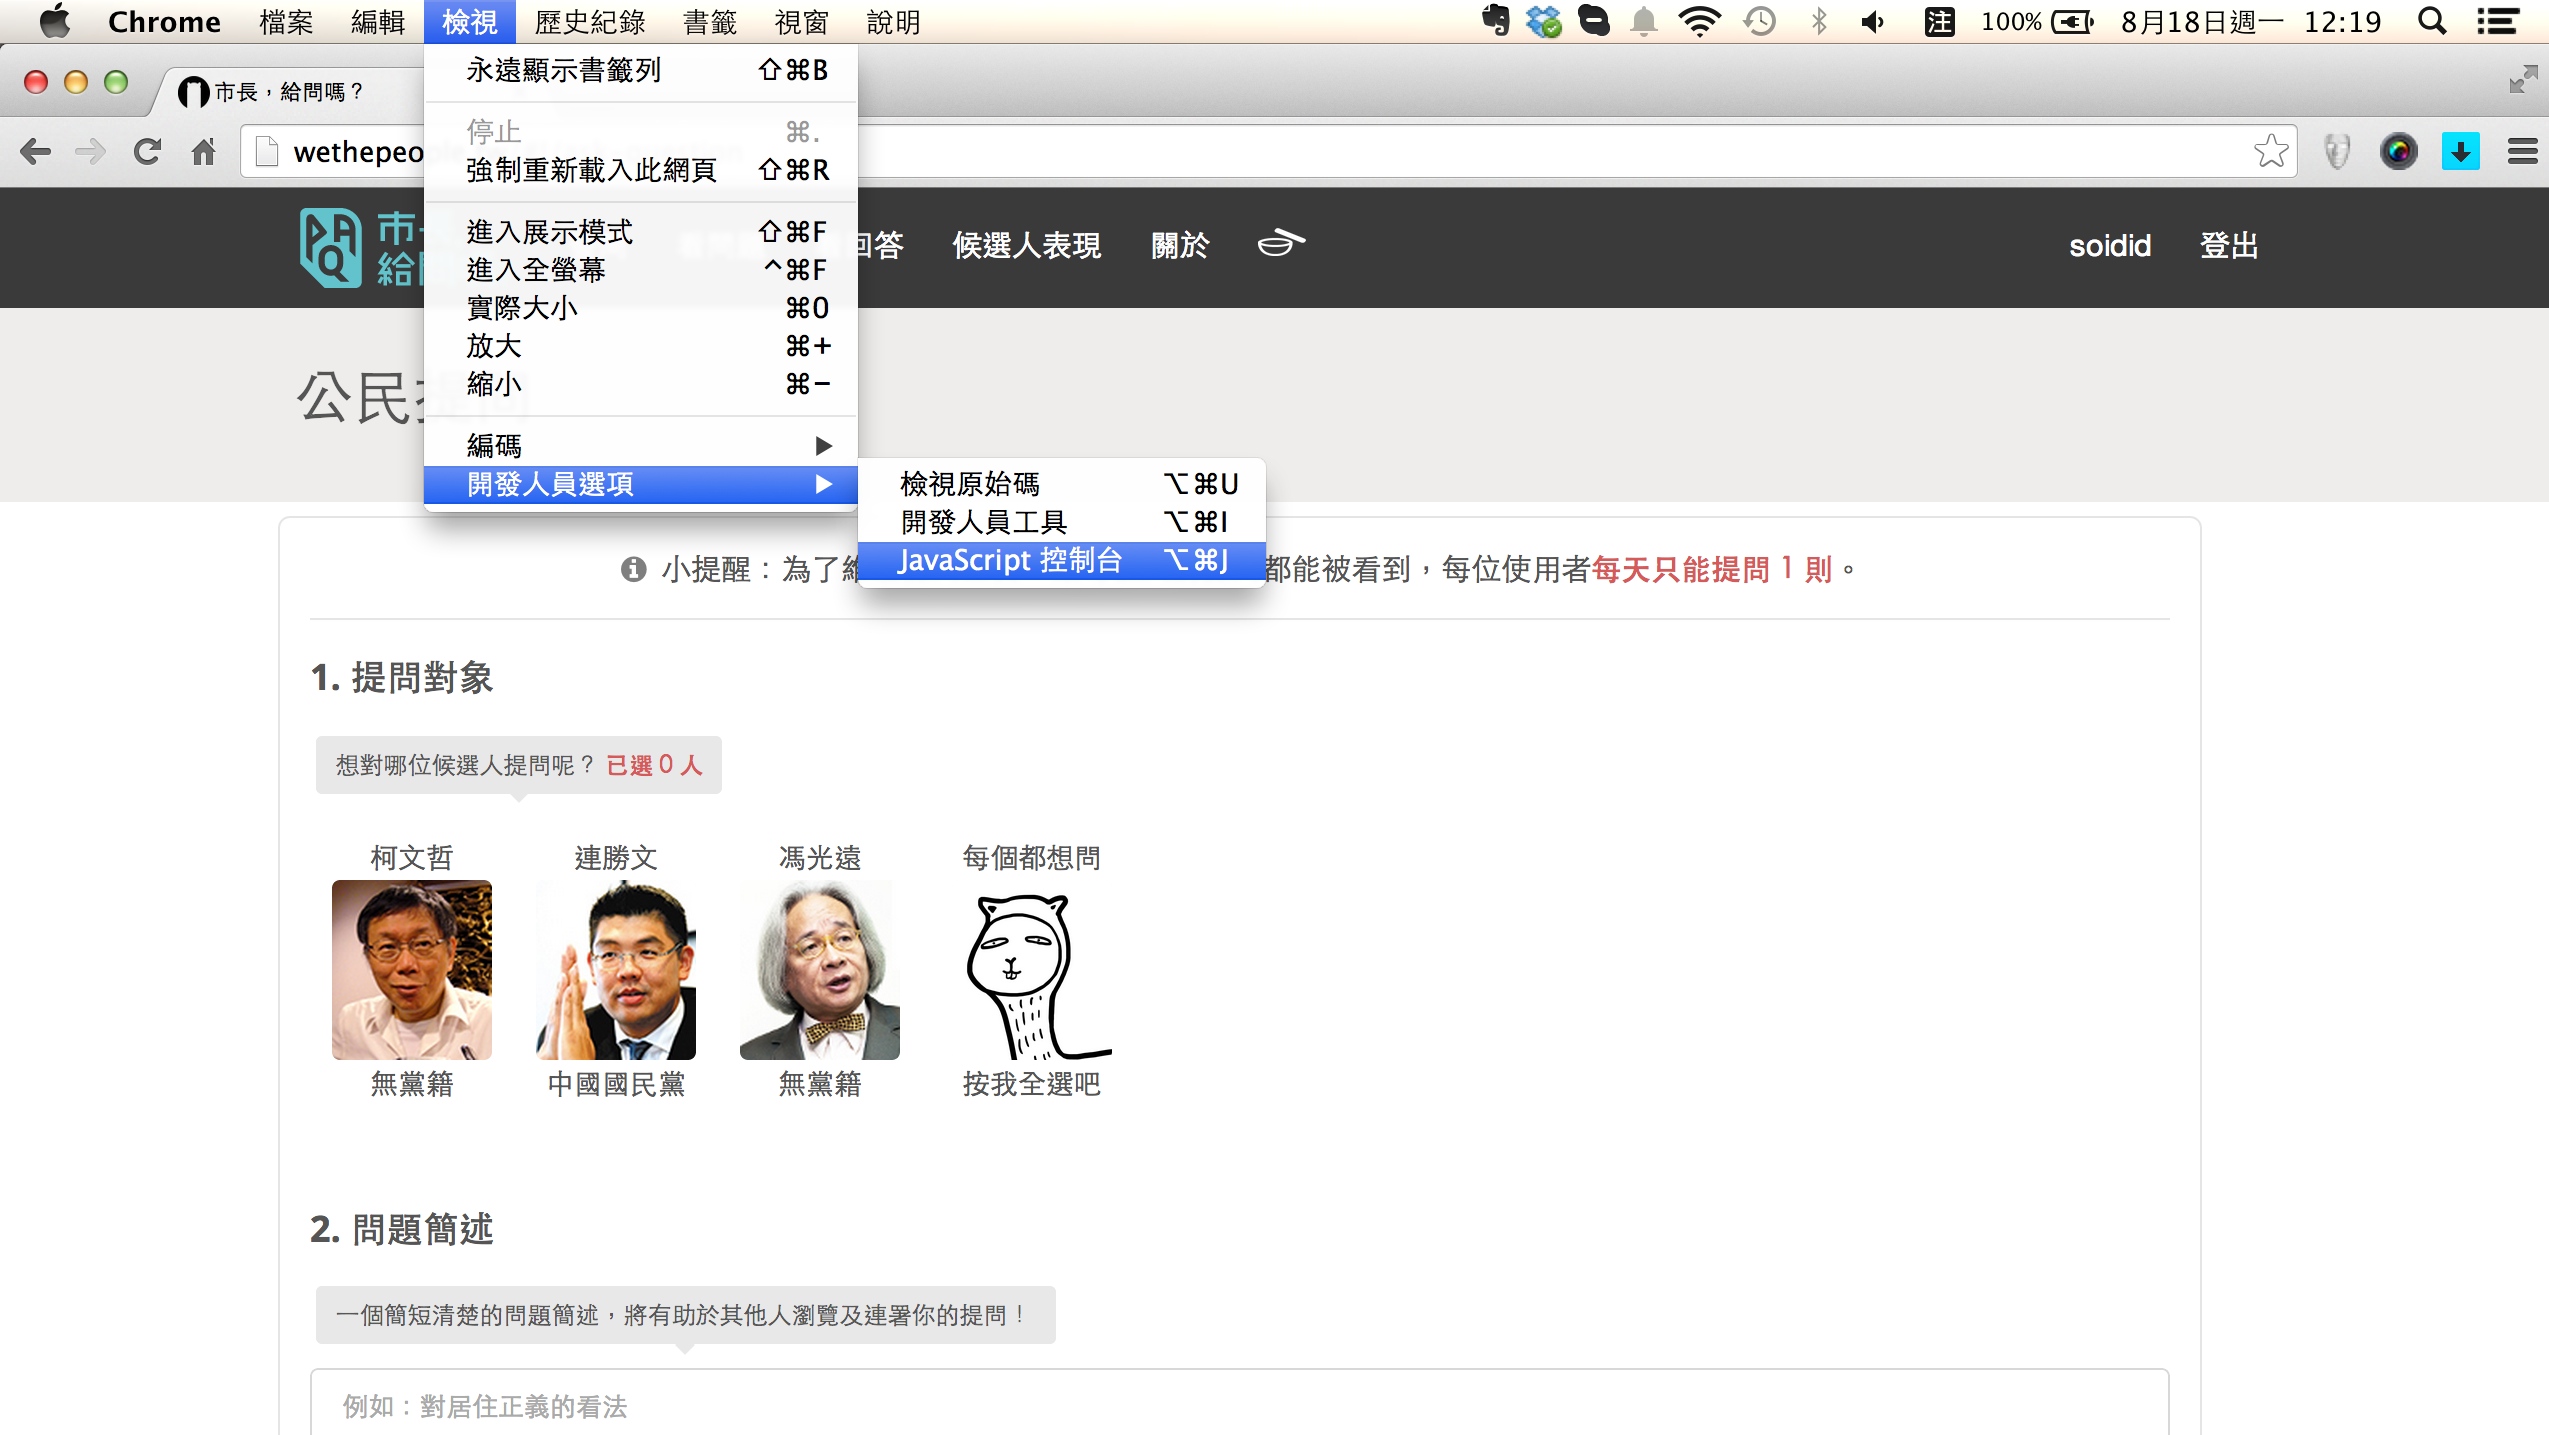 Chrome 檔案 編輯 檢視 歷史紀錄 書籤 視窗 說明 注 100% 8月18日週一 12:19
永遠顯示書籤列 ⇧⌘B
市長，給問嗎？
停止 ⌘.
wethepeo
強制重新載入此網頁 ⇧⌘R
進入展示模式 ⇧⌘F
市
給
回答 候選人表現 關於 soidid 登出
進入全螢幕 ^⌘F
實際大小 ⌘0
放大 ⌘+
縮小 ⌘-
公民
編碼 ▶
開發人員選項 ▶
檢視原始碼 ⌥⌘U
開發人員工具 ⌥⌘I
JavaScript 控制台 ⌥⌘J
小提醒：為了 都能被看到，每位使用者每天只能提問 1 則。
1. 提問對象
想對哪位候選人提問呢？ 已選 0 人
柯文哲 連勝文 馮光遠 每個都想問
無黨籍 中國國民黨 無黨籍 按我全選吧
2. 問題簡述
一個簡短清楚的問題簡述，將有助於其他人瀏覽及連署你的提問！
例如：對居住正義的看法